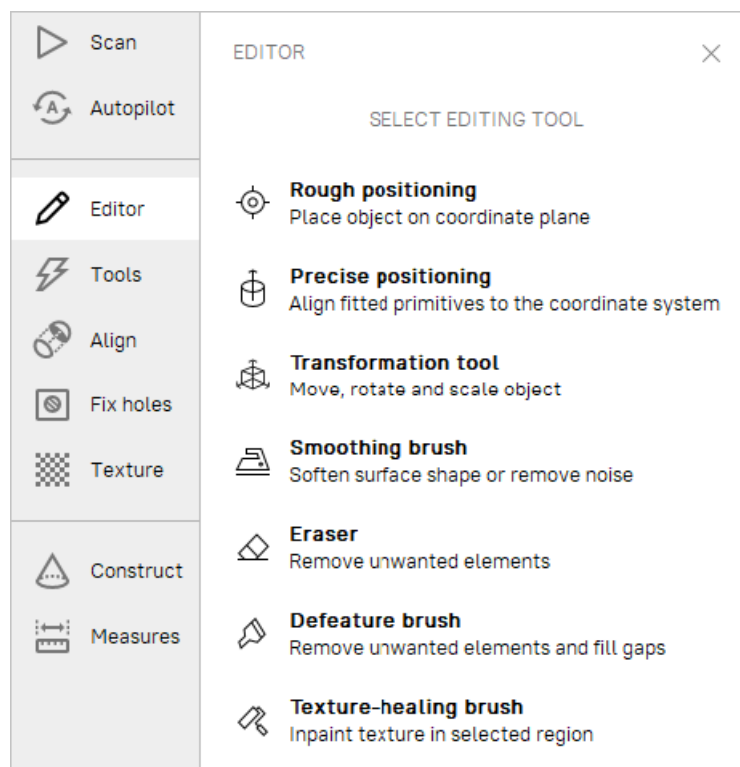 Scan
Autopilot
Editor
Tools
Align
Fix holes
Texture
Construct
Measures
EDITOR
SELECT EDITING TOOL
Rough positioning
Place object on coordinate plane
Precise positioning
Align fitted primitives to the coordinate system
Transformation tool
Move, rotate and scale object
Smoothing brush
Soften surface shape or remove noise
Eraser
Remove unwanted elements
Defeature brush
Remove unwanted elements and fill gaps
Texture-healing brush
Inpaint texture in selected region